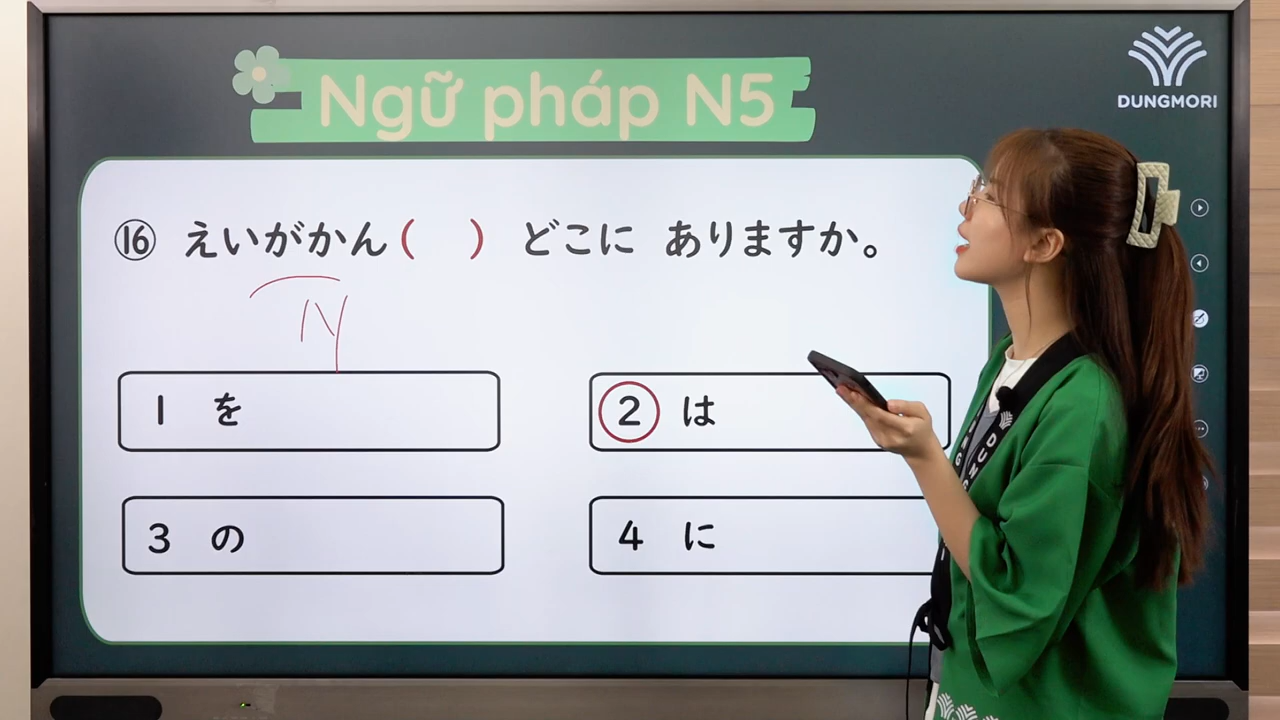 Ngữ pháp N5
DUNGMORI
⑯ えいがかん( ) どこに ありますか。
1 を
2 は
3 の
4 に